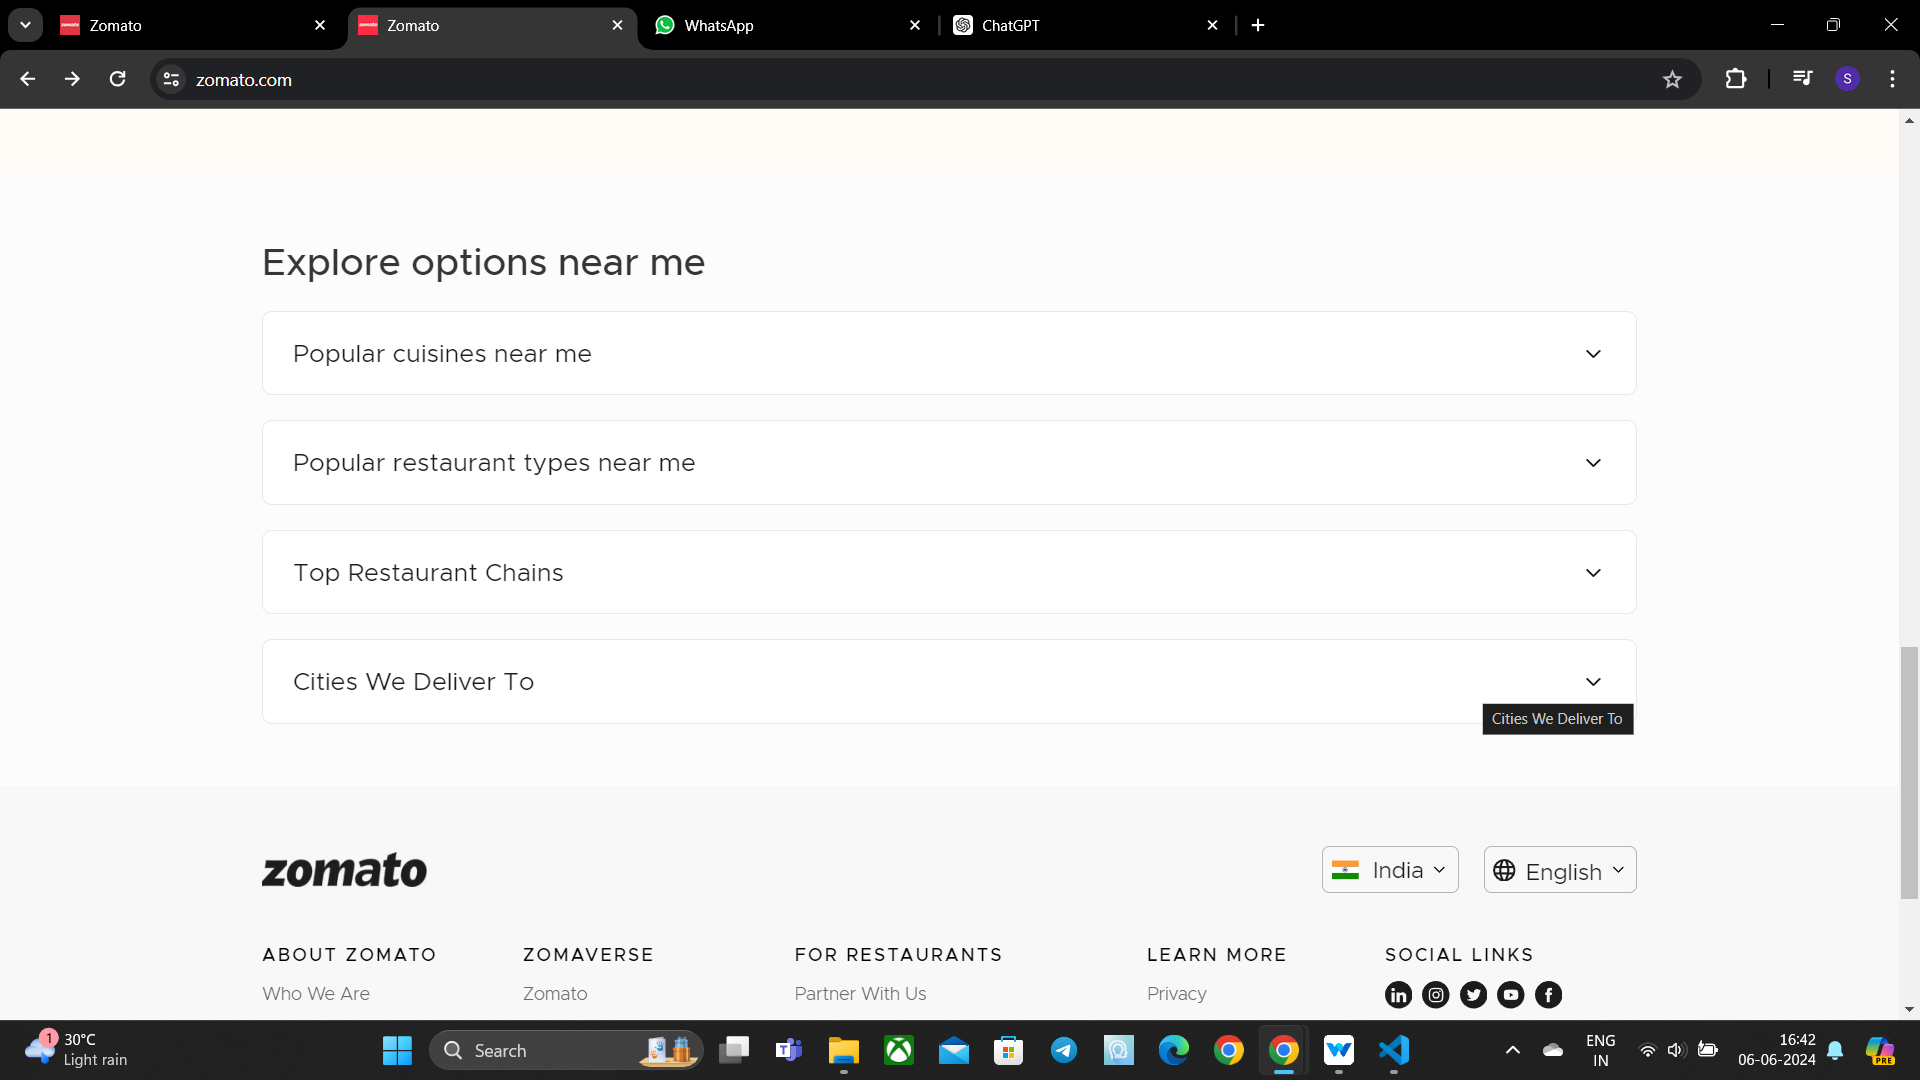 Zomato
Zomato
WhatsApp
ChatGPT
zomato.com
S
Explore options near me
Popular cuisines near me
Popular restaurant types near me
Top Restaurant Chains
Cities We Deliver To
Cities We Deliver To
zomato
India
English
ABOUT ZOMATO
ZOMAVERSE
FOR RESTAURANTS
LEARN MORE
SOCIAL LINKS
Who We Are
Zomato
Partner With Us
Privacy
1
30°C
Light rain
Search
ENG
IN
16:42
06-06-2024
PRE